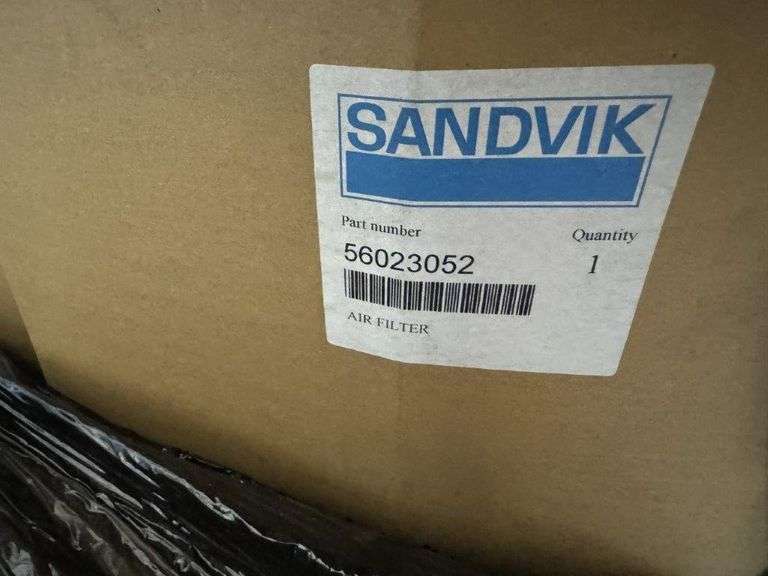 SANDVIK
Part number
Quantity
56023052
1
AIR FILTER